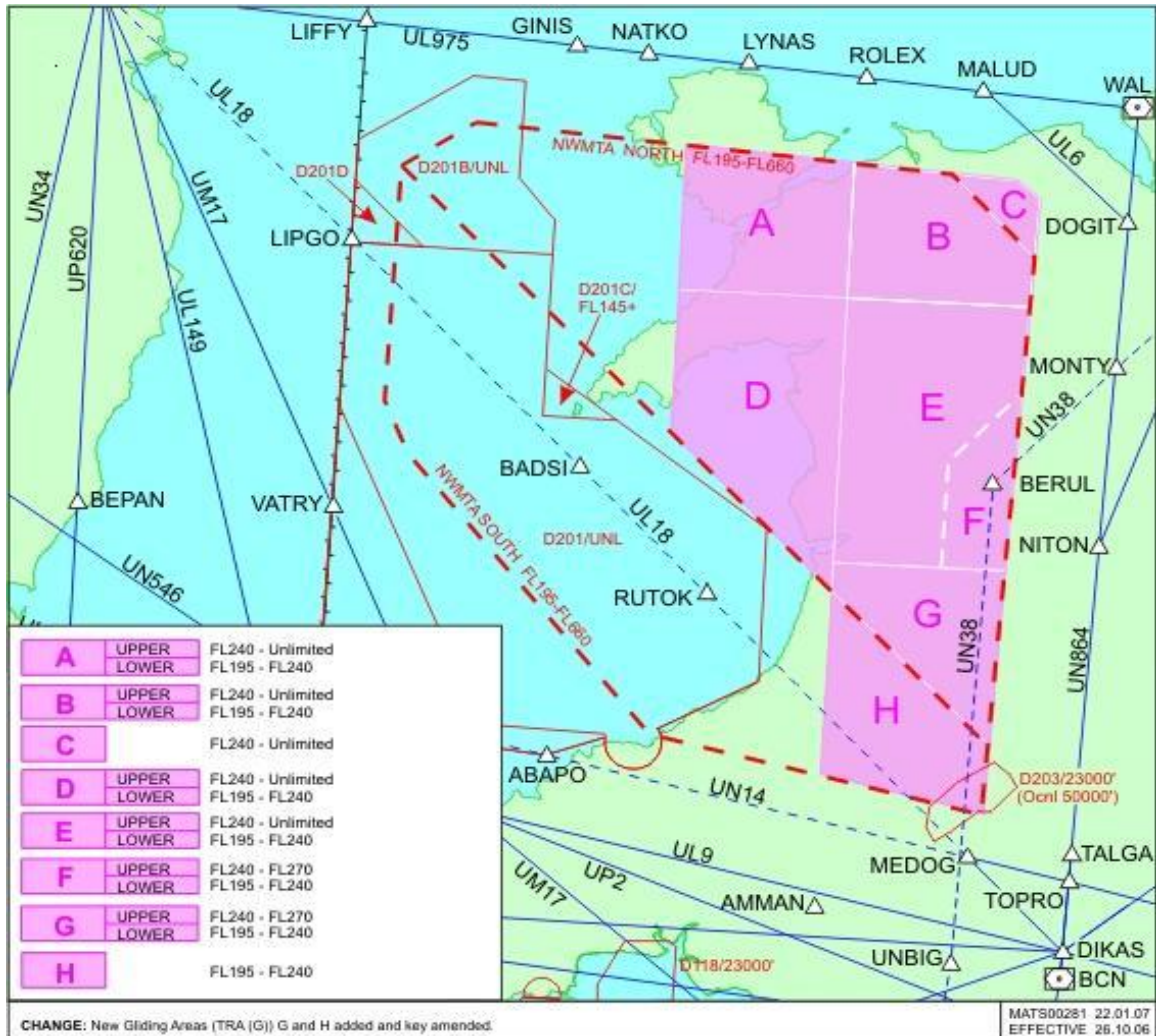 LIFFY
UL975
GINIS
NATKO
LYNAS
ROLEX
MALUD
WAL
UL18
UN34
UP620
UM17
UL149
D201D
D201B/UNL
NWMTA NORTH FL195-FL660
A
B
C
UL6
DOGIT
LIPGO
D201C/
FL145+
MONTY
UN38
D
E
BADSI
NWMTA SOUTH FL195-FL660
UL18
D201/UNL
F
BERUL
BEPAN
VATRY
UN546
RUTOK
NITON
G
UN38
UN864
H
ABAPO
UN14
D203/23000'
(Ocnl 50000')
UL9
UP2
UM17
MEDOG
TALGA
TOPRO
AMMAN
UNBIG
DIKAS
BCN
D118/23000'
A UPPER FL240 - Unlimited
LOWER FL195 - FL240
B UPPER FL240 - Unlimited
LOWER FL195 - FL240
C FL240 - Unlimited
D UPPER FL240 - Unlimited
LOWER FL195 - FL240
E UPPER FL240 - Unlimited
LOWER FL195 - FL240
F UPPER FL240 - FL270
LOWER FL195 - FL240
G UPPER FL240 - FL270
LOWER FL195 - FL240
H FL195 - FL240
CHANGE: New Gliding Areas (TRA (G)) G and H added and key amended.
MATS00281 22.01.07
EFFECTIVE 26.10.06